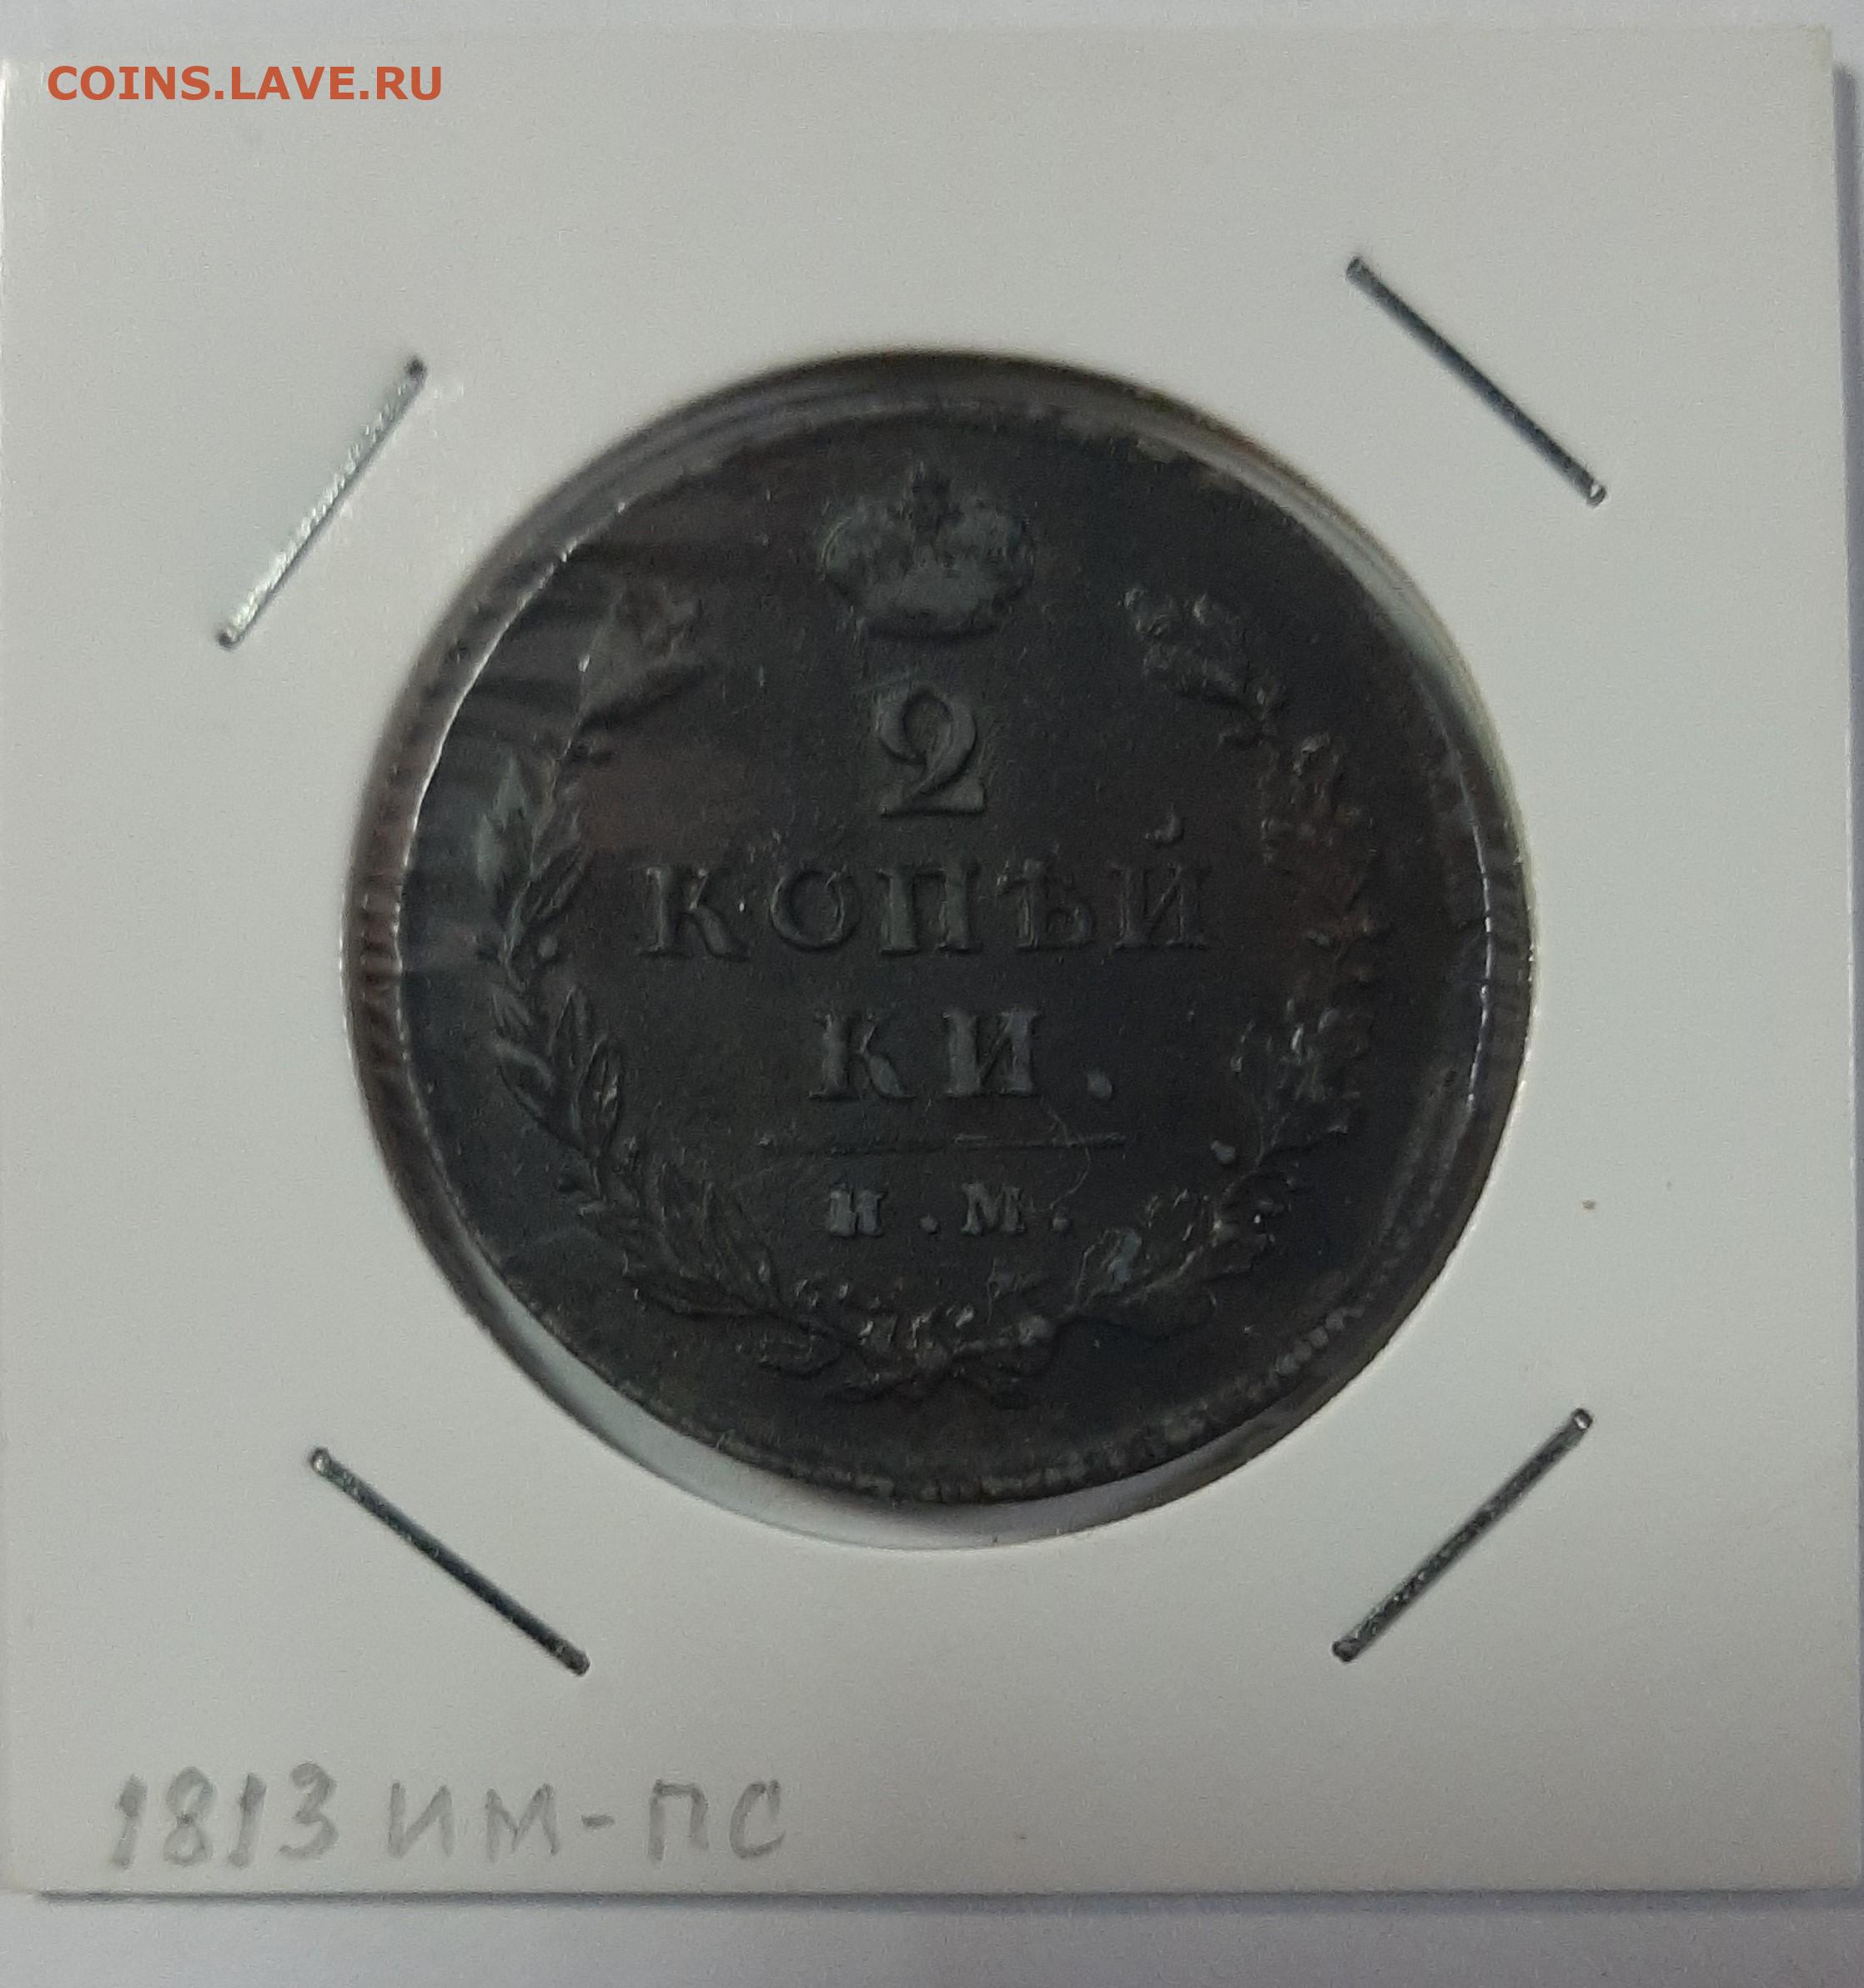 COINS.LAVE.RU
2
КОПѢЙ
КИ.
И.М.
1813 ИМ-ПС